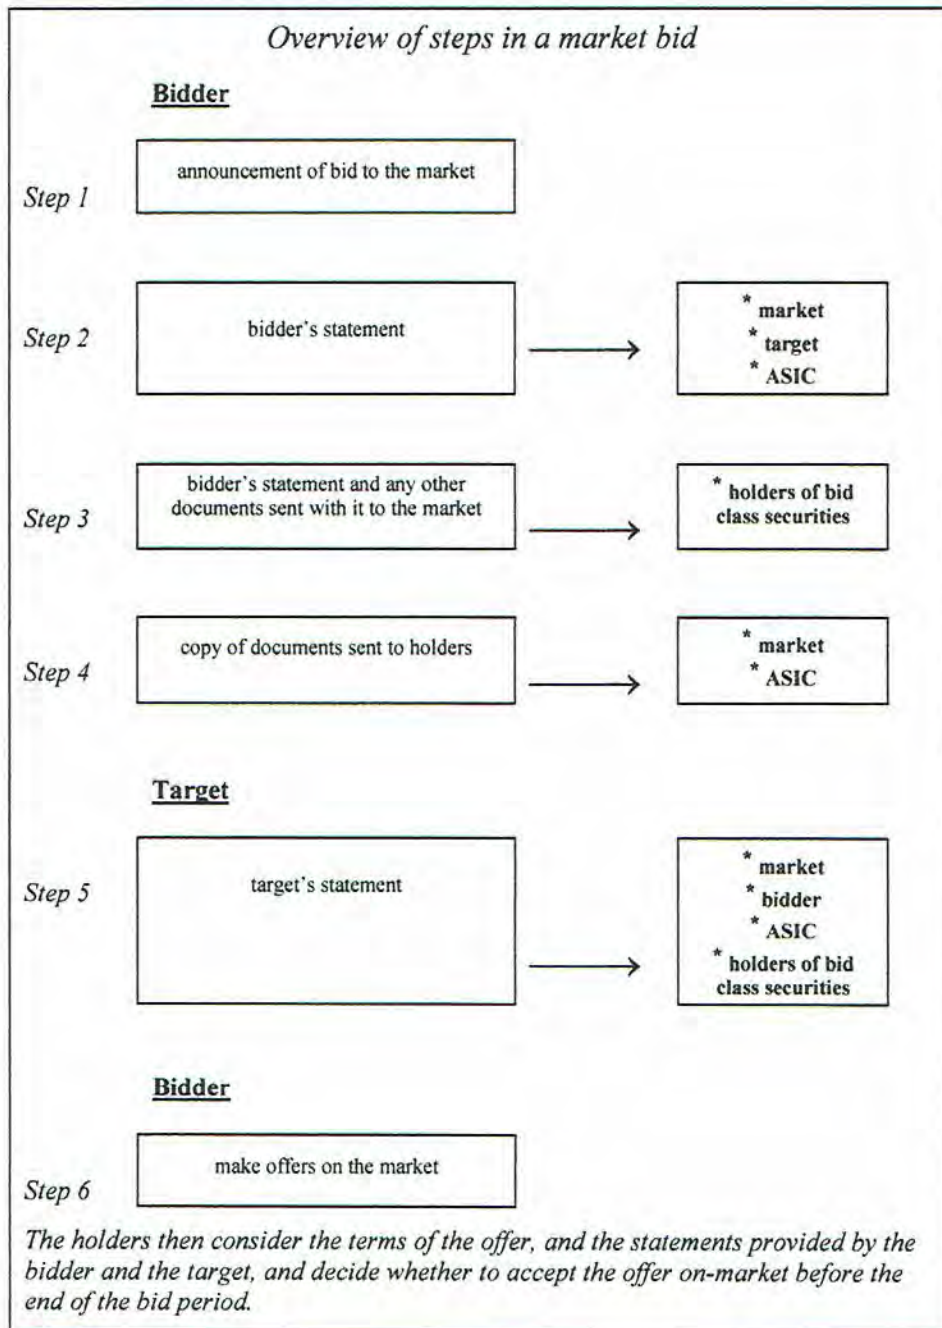 Overview of steps in a market bid
Bidder
announcement of bid to the market
Step 1
bidder's statement
* market
* target
* ASIC
Step 2
bidder's statement and any other
documents sent with it to the market
* holders of bid
class securities
Step 3
copy of documents sent to holders
* market
* ASIC
Step 4
Target
target's statement
* market
* bidder
* ASIC
* holders of bid
class securities
Step 5
Bidder
make offers on the market
Step 6
The holders then consider the terms of the offer, and the statements provided by the
bidder and the target, and decide whether to accept the offer on-market before the
end of the bid period.